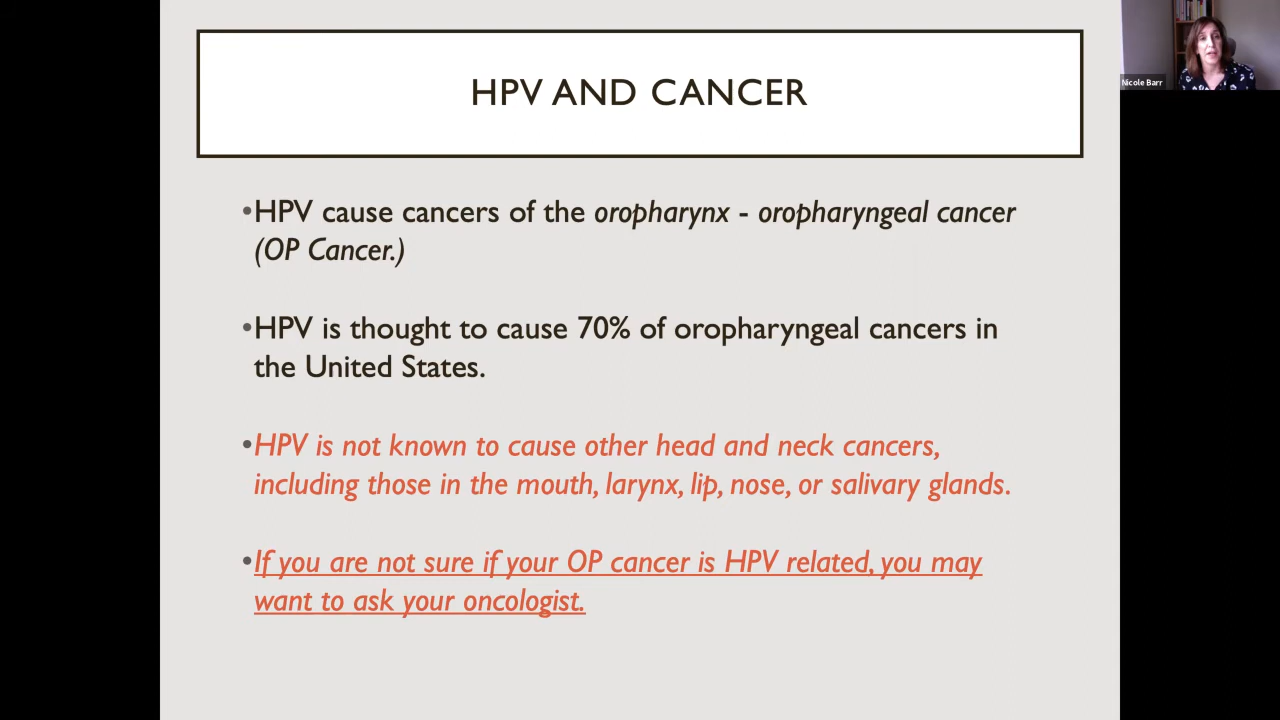 HPV AND CANCER
Nicole Barr
•HPV cause cancers of the oropharynx - oropharyngeal cancer
(OP Cancer.)
•HPV is thought to cause 70% of oropharyngeal cancers in
the United States.
•HPV is not known to cause other head and neck cancers,
including those in the mouth, larynx, lip, nose, or salivary glands.
•If you are not sure if your OP cancer is HPV related, you may
want to ask your oncologist.